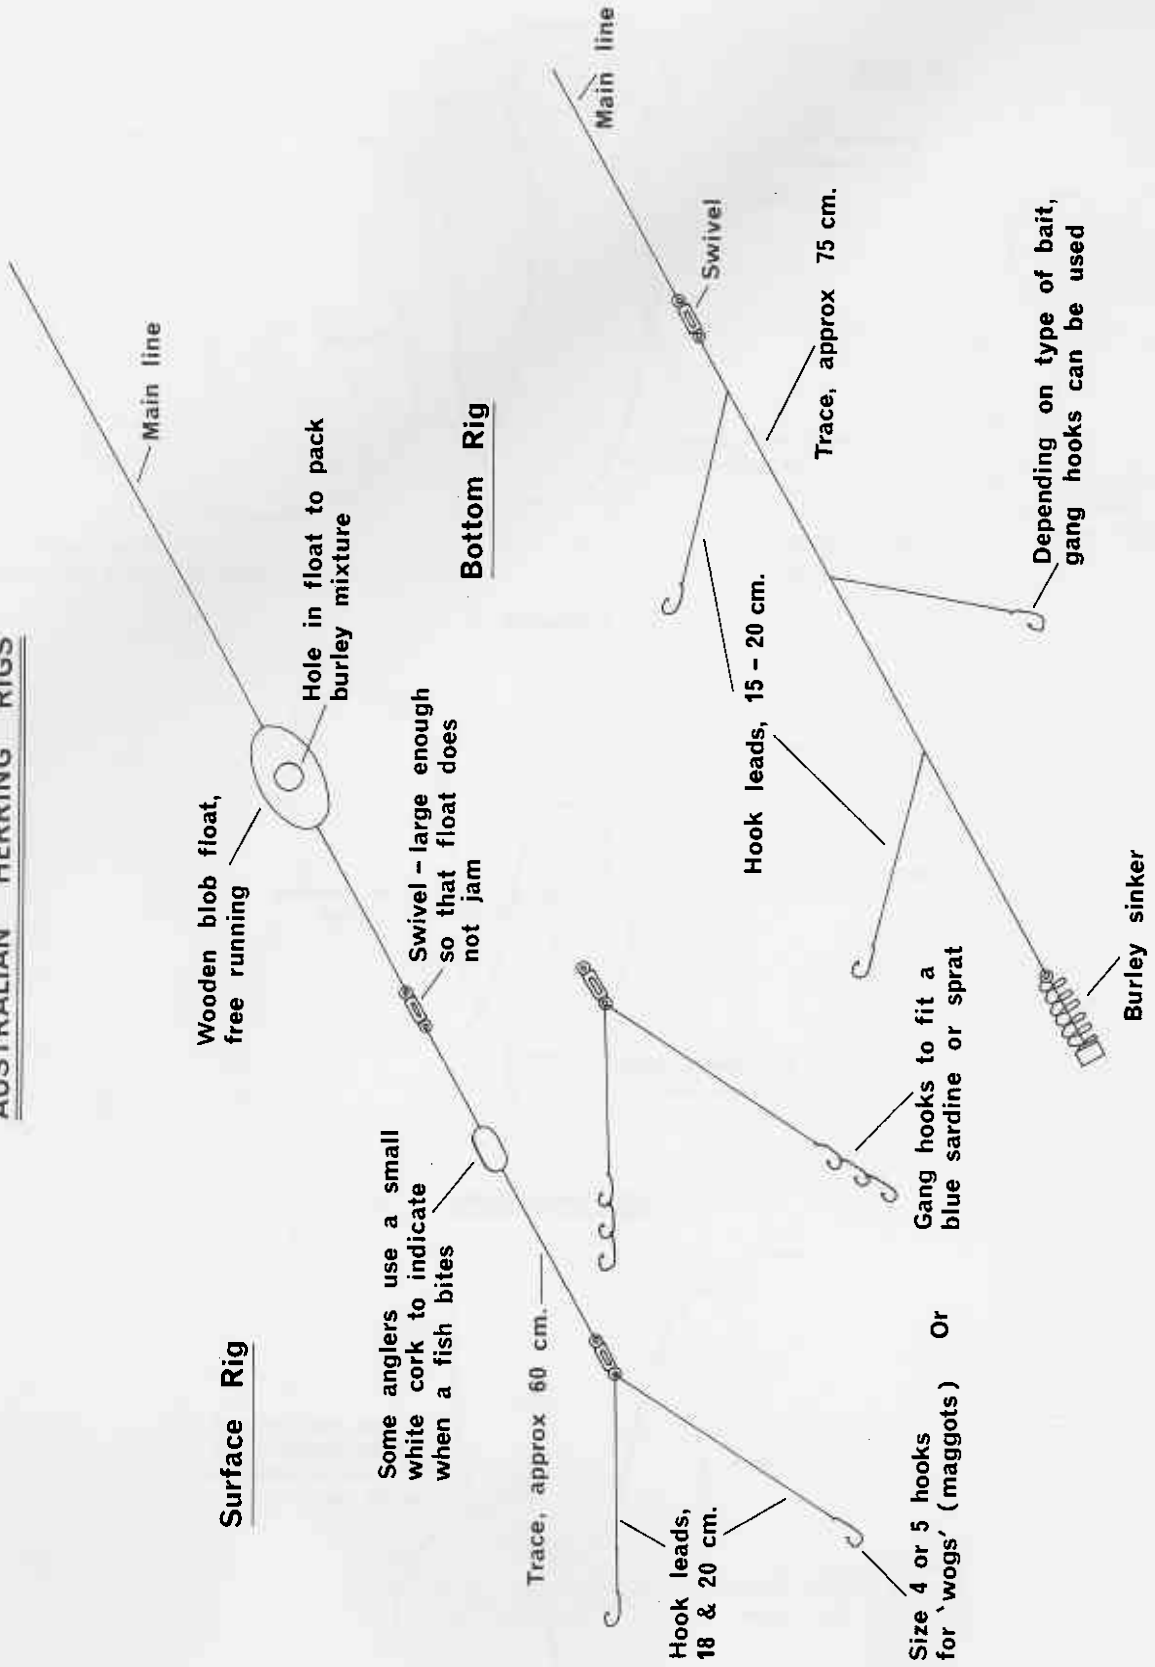 AUSTRALIAN HERRING RIGS
Surface Rig
Wooden blob float,
free running
Main line
Hole in float to pack
burley mixture
Some anglers use a small
white cork to indicate
when a fish bites
Swivel – large enough
so that float does
not jam
Trace, approx 60 cm.
Hook leads,
18 & 20 cm.
Size 4 or 5 hooks
for 'wogs' (maggots)
Or
Gang hooks to fit a
blue sardine or sprat
Bottom Rig
Main line
Swivel
Trace, approx 75 cm.
Hook leads, 15 – 20 cm.
Depending on type of bait,
gang hooks can be used
Burley sinker